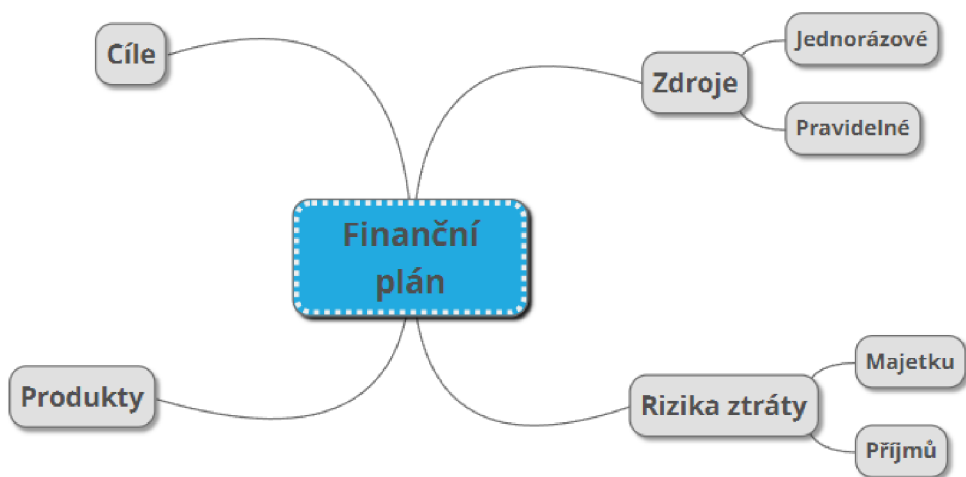 Cíle
Zdroje
Jednorázové
Pravidelné
Finanční
plán
Produkty
Rizika ztráty
Majetku
Příjmů